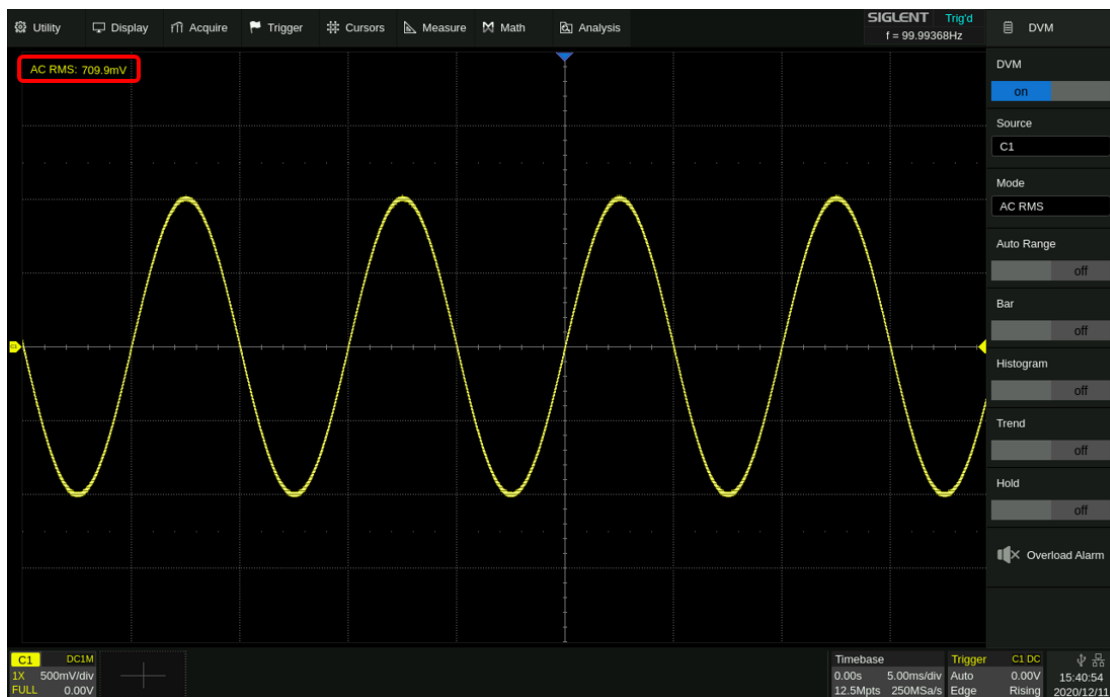 Utility Display Acquire Trigger Cursors Measure Math Analysis
SIGLENT Trig'd
f = 99.99368Hz
DVM
AC RMS: 709.9mV
DVM
on
Source
C1
Mode
AC RMS
Auto Range
off
Bar
off
Histogram
off
Trend
off
Hold
off
Overload Alarm
C1 DC1M
1X 500mV/div
FULL 0.00V
Timebase
0.00s 5.00ms/div
12.5Mpts 250MSa/s
Trigger C1 DC
Auto 0.00V
Edge Rising
15:40:54